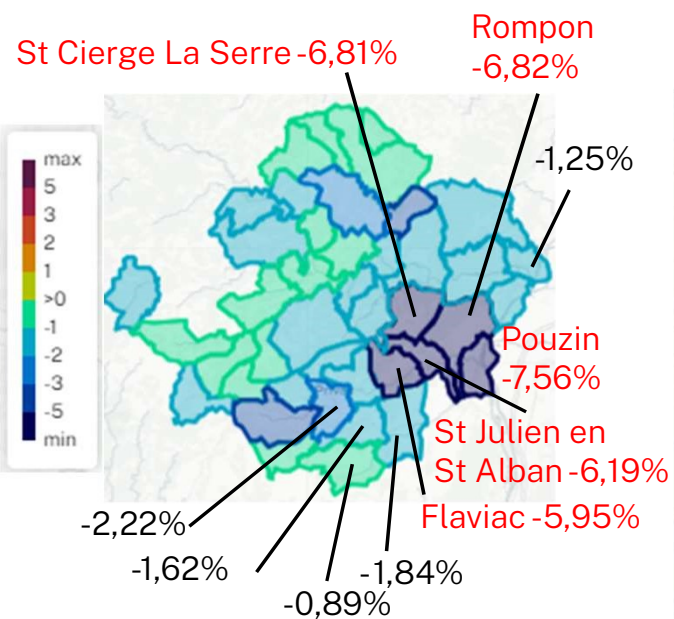 Rompon
-6,82%
St Cierge La Serre -6,81%
-1,25%
max
5
3
2
1
>0
-1
-2
-3
-5
min
Pouzin
-7,56%
St Julien en
St Alban -6,19%
Flaviac -5,95%
-2,22%
-1,62%
-1,84%
-0,89%